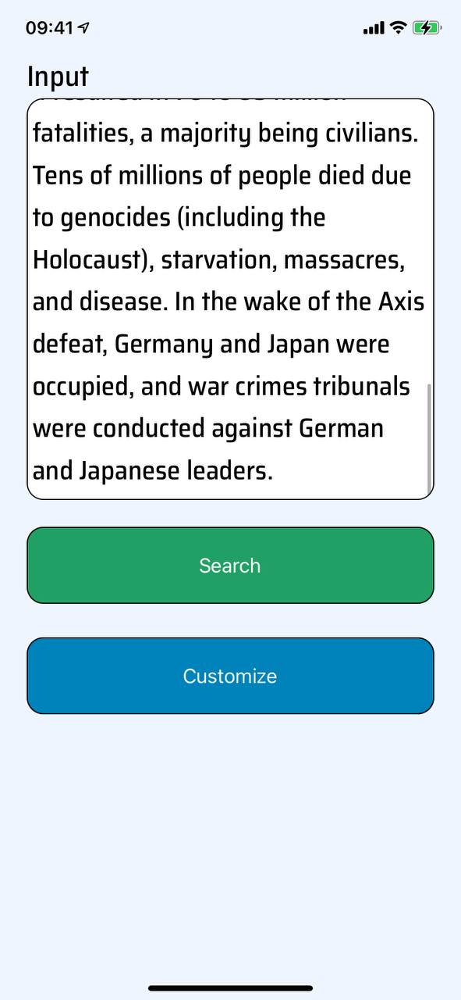 09:41
Input
fatalities, a majority being civilians.
Tens of millions of people died due
to genocides (including the
Holocaust), starvation, massacres,
and disease. In the wake of the Axis
defeat, Germany and Japan were
occupied, and war crimes tribunals
were conducted against German
and Japanese leaders.
Search
Customize